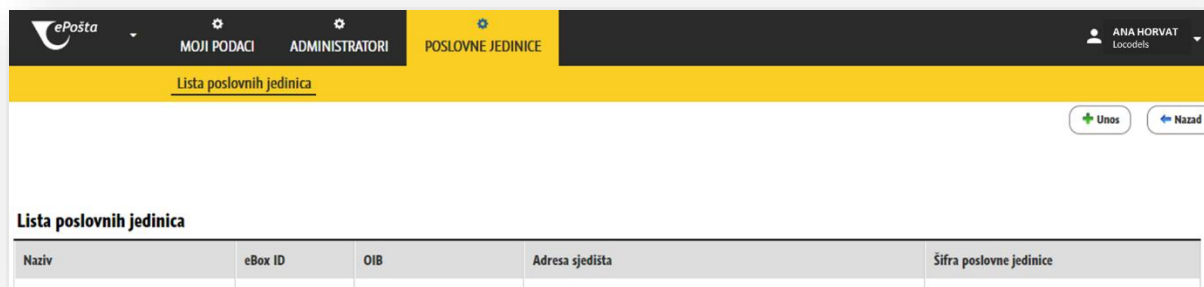 ePošta
MOJI PODACI
ADMINISTRATORI
POSLOVNE JEDINICE
ANA HORVAT
Locodels
Lista poslovnih jedinica
Unos
Nazad
Lista poslovnih jedinica
Naziv eBox ID OIB Adresa sjedišta Šifra poslovne jedinice